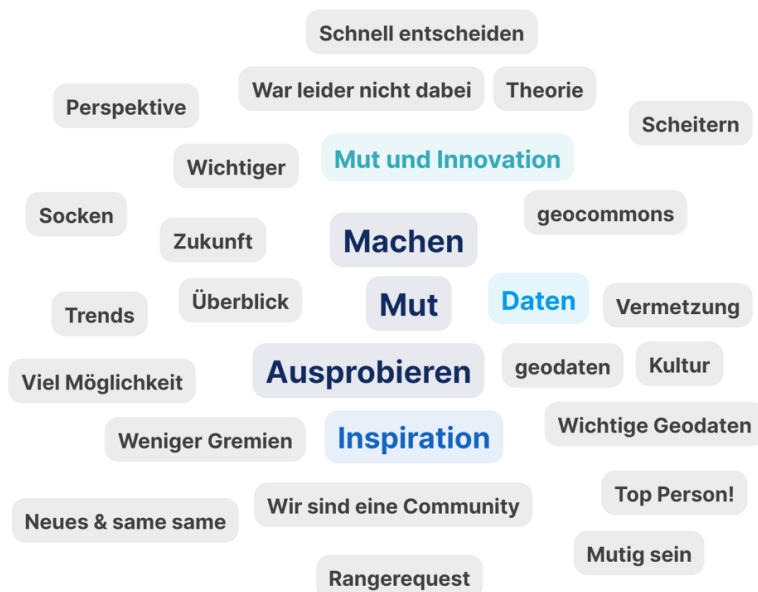 Schnell entscheiden
War leider nicht dabei
Theorie
Perspektive
Scheitern
Mut und Innovation
Wichtiger
Socken
geocommons
Zukunft
Machen
Überblick
Mut
Daten
Vermetzung
Trends
Ausprobieren
geodaten
Kultur
Viel Möglichkeit
Wichtige Geodaten
Weniger Gremien
Inspiration
Top Person!
Wir sind eine Community
Neues & same same
Mutig sein
Rangerequest